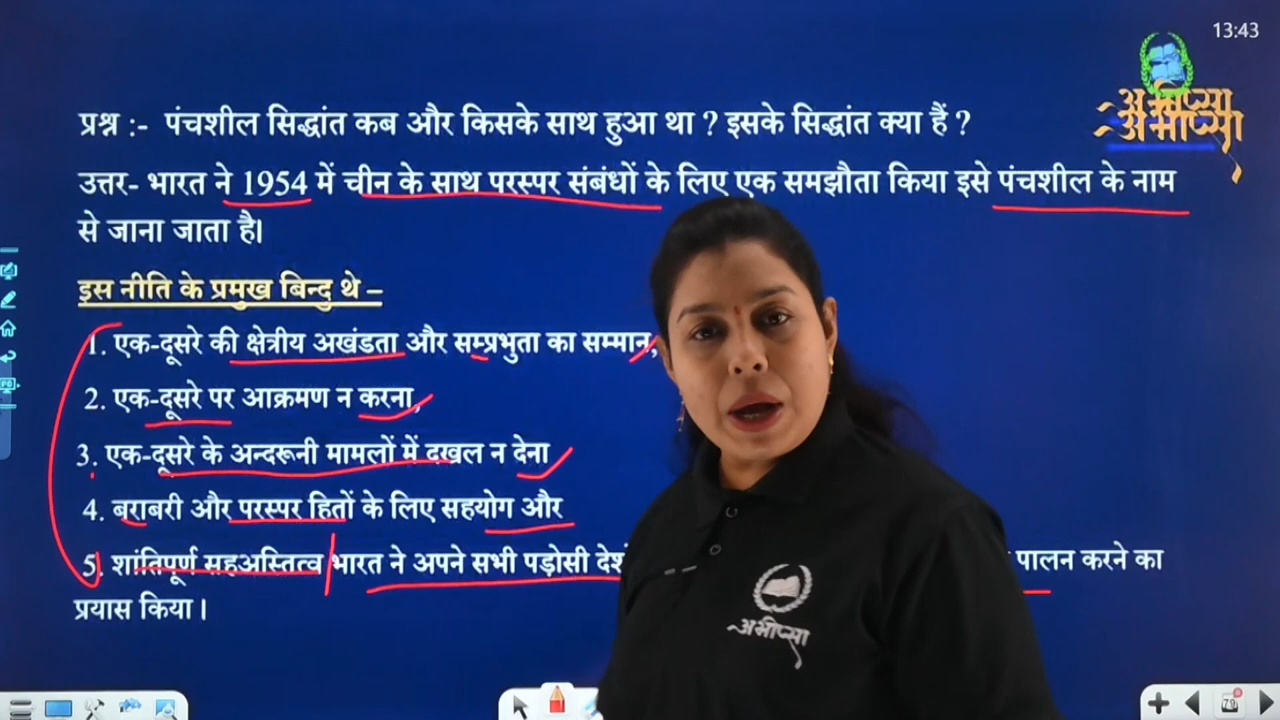 13:43
अभीप्सा
प्रश्न :- पंचशील सिद्धांत कब और किसके साथ हुआ था ? इसके सिद्धांत क्या हैं ?
उत्तर- भारत ने 1954 में चीन के साथ परस्पर संबंधों के लिए एक समझौता किया इसे पंचशील के नाम
से जाना जाता है।
इस नीति के प्रमुख बिन्दु थे –
1. एक-दूसरे की क्षेत्रीय अखंडता और सम्प्रभुता का सम्मान,
2. एक-दूसरे पर आक्रमण न करना,
3. एक-दूसरे के अन्दरूनी मामलों में दखल न देना
4. बराबरी और परस्पर हितों के लिए सहयोग और
5. शांतिपूर्ण सहअस्तित्व भारत ने अपने सभी पड़ोसी पालन करने का
प्रयास किया ।
अभीप्सा